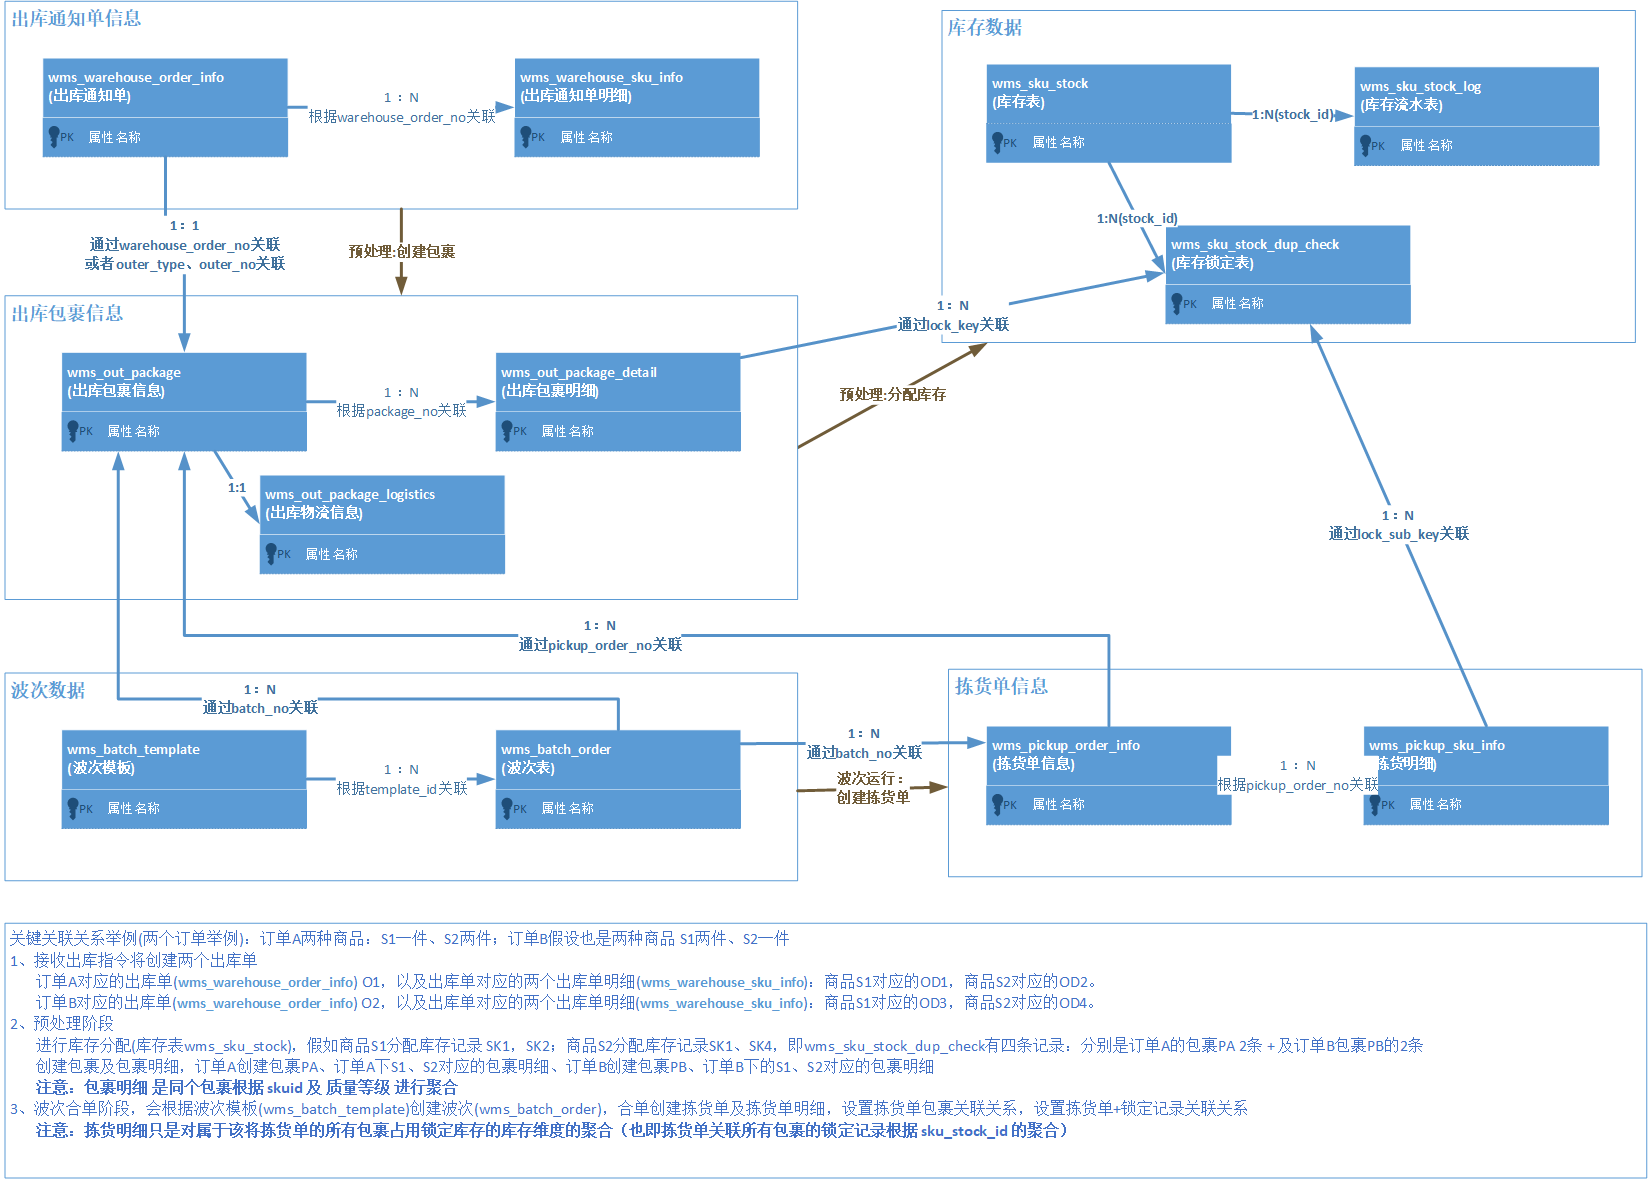 出库通知单信息
wms_warehouse_order_info
(出库通知单)
PK 属性名称
1 : N
根据warehouse_order_no关联
wms_warehouse_sku_info
(出库通知单明细)
PK 属性名称
1：1
通过warehouse_order_no关联
或者outer_type、outer_no关联
预处理:创建包裹
库存数据
wms_sku_stock
(库存表)
PK 属性名称
1:N(stock_id)
wms_sku_stock_log
(库存流水表)
PK 属性名称
1:N(stock_id)
wms_sku_stock_dup_check
(库存锁定表)
PK 属性名称
出库包裹信息
wms_out_package
(出库包裹信息)
PK 属性名称
1 : N
根据package_no关联
wms_out_package_detail
(出库包裹明细)
PK 属性名称
1：N
通过lock_key关联
预处理:分配库存
1:1
wms_out_package_logistics
(出库物流信息)
PK 属性名称
1：N
通过lock_sub_key关联
1：N
通过pickup_order_no关联
波次数据
1：N
通过batch_no关联
wms_batch_template
(波次模板)
PK 属性名称
1 : N
根据template_id关联
wms_batch_order
(波次表)
PK 属性名称
1：N
通过batch_no关联
波次运行：
创建拣货单
拣货单信息
wms_pickup_order_info
(拣货单信息)
PK 属性名称
1 : N
根据pickup_order_no关联
wms_pickup_sku_info
拣货明细)
PK 属性名称
关键关联关系举例(两个订单举例)：订单A两种商品：S1一件、S2两件；订单B假设也是两种商品 S1两件、S2一件
1、接收出库指令将创建两个出库单
订单A对应的出库单(wms_warehouse_order_info) O1，以及出库单对应的两个出库单明细(wms_warehouse_sku_info)：商品S1对应的OD1，商品S2对应的OD2。
订单B对应的出库单(wms_warehouse_order_info) O2，以及出库单对应的两个出库单明细(wms_warehouse_sku_info)：商品S1对应的OD3，商品S2对应的OD4。
2、预处理阶段
进行库存分配(库存表wms_sku_stock)，假如商品S1分配库存记录 SK1，SK2；商品S2分配库存记录SK1、SK4，即wms_sku_stock_dup_check有四条记录：分别是订单A的包裹PA 2条 + 及订单B包裹PB的2条
创建包裹及包裹明细，订单A创建包裹PA、订单A下S1、S2对应的包裹明细、订单B创建包裹PB、订单B下的S1、S2对应的包裹明细
注意：包裹明细 是同个包裹根据 skuid 及 质量等级 进行聚合
3、波次合单阶段，会根据波次模板(wms_batch_template)创建波次(wms_batch_order)，合单创建拣货单及拣货单明细，设置拣货单包裹关联关系，设置拣货单+锁定记录关联关系
注意：拣货明细只是对属于该将拣货单的所有包裹占用锁定库存的库存维度的聚合（也即拣货单关联所有包裹的锁定记录根据 sku_stock_id 的聚合）